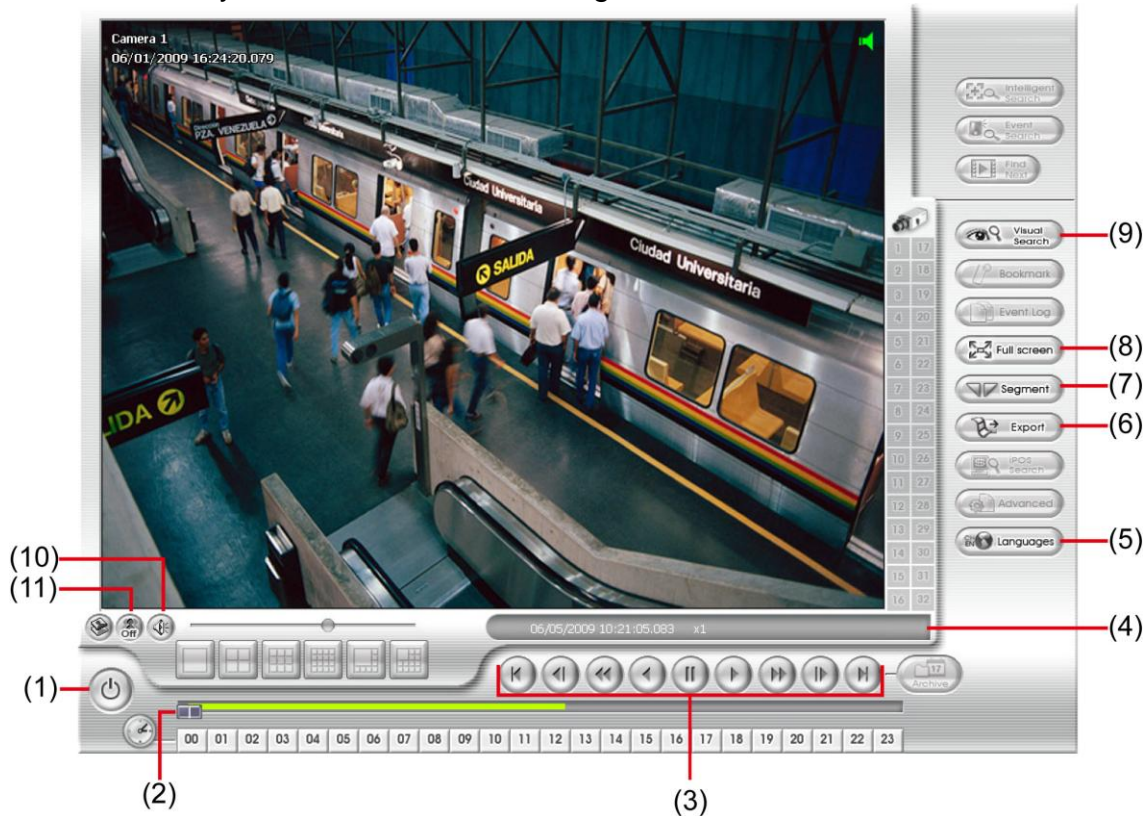 Camera 1
06/01/2009 16:24:20.079
Dirección
PZA. VENEZUELA
Ciudad Universitaria
Ciudad Universitaria
Ciudad Universitaria
SALIDA
LIDA
Intelligent
Search
Event
Search
Find
Next
Visual
Search
(9)
Bookmark
Event Log
Full screen
(8)
Segment
(7)
Export
(6)
iPOS
Search
Advanced
Languages
(5)
1 17
2 18
3 19
4 20
5 21
6 22
7 23
8 24
9 25
10 26
11 27
12 28
13 29
14 30
15 31
16 32
(10)
(11)
Off
06/05/2009 10:21:05.083 x1
(4)
(1)
17
Archive
00 01 02 03 04 05 06 07 08 09 10 11 12 13 14 15 16 17 18 19 20 21 22 23
(2)
(3)